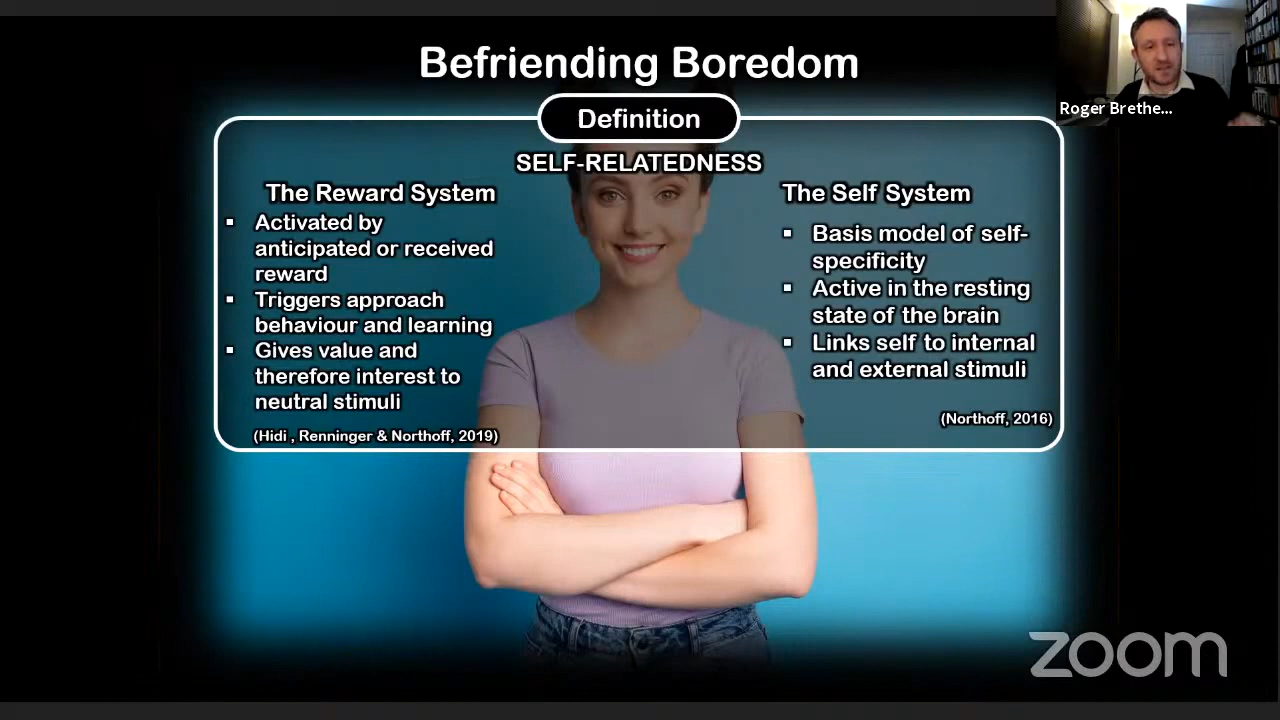 Befriending Boredom
Roger Brethe...
Definition
SELF-RELATEDNESS
The Reward System
▪ Activated by
anticipated or received
reward
▪ Triggers approach
behaviour and learning
▪ Gives value and
therefore interest to
neutral stimuli
(Hidi , Renninger & Northoff, 2019)
The Self System
▪ Basis model of self-
specificity
▪ Active in the resting
state of the brain
▪ Links self to internal
and external stimuli
(Northoff, 2016)
zoom